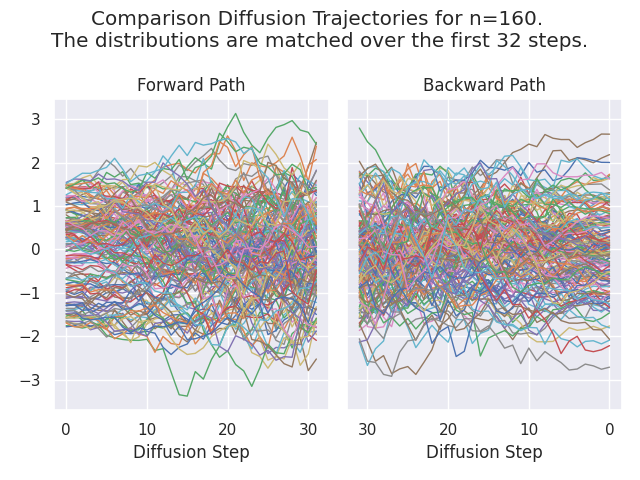 Comparison Diffusion Trajectories for n=160.
The distributions are matched over the first 32 steps.
Forward Path
Backward Path
3
2
1
0
−1
−2
−3
0
10
20
30
30
20
10
0
Diffusion Step
Diffusion Step